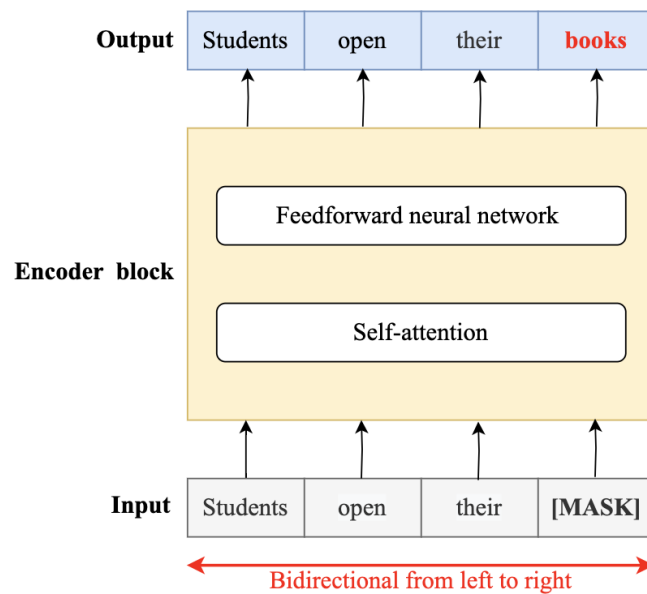 Output Students open their books
Feedforward neural network
Encoder block
Self-attention
Input Students open their [MASK]
Bidirectional from left to right